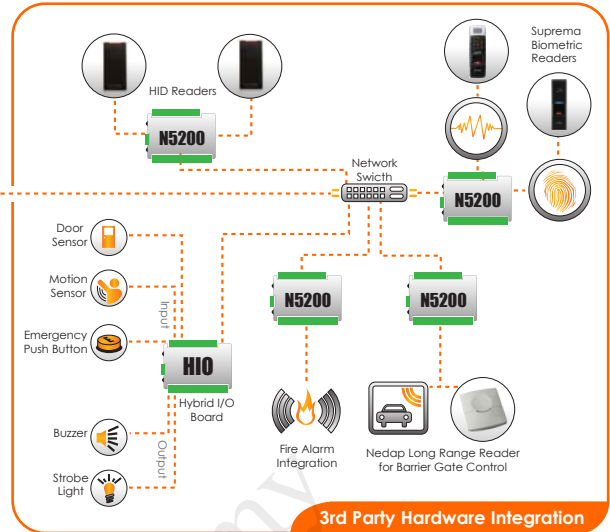 Suprema
Biometric
Readers
HID Readers
N5200
Network
Swicth
N5200
Door
Sensor
Motion
Sensor
Input
N5200
N5200
Emergency
Push Button
HIO
Hybrid I/O
Board
Buzzer
Output
Strobe
Light
Fire Alarm
Integration
Nedap Long Range Reader
for Barrier Gate Control
3rd Party Hardware Integration